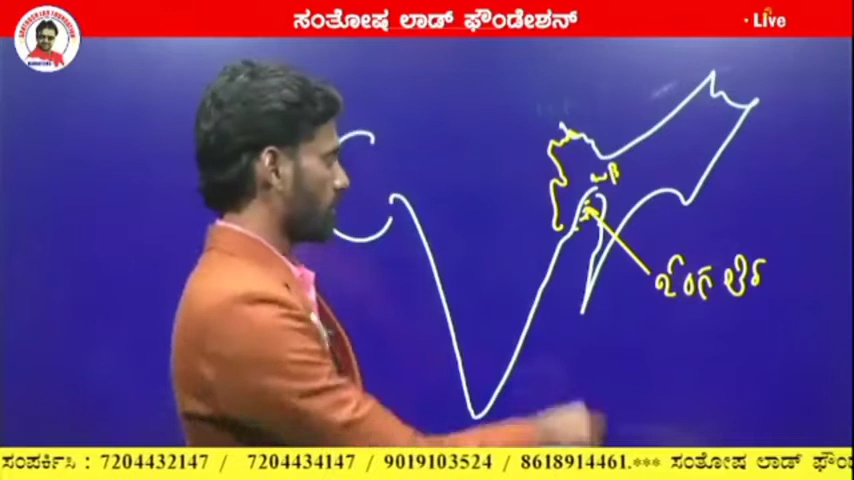 ಸಂತೋಷ ಲಾಡ್ ಫೌಂಡೇಶನ್
Live
ಸಂಪರ್ಕಿಸಿ : 7204432147 / 7204434147 / 9019103524 / 8618914461.*** ಸಂತೋಷ ಲಾಡ್